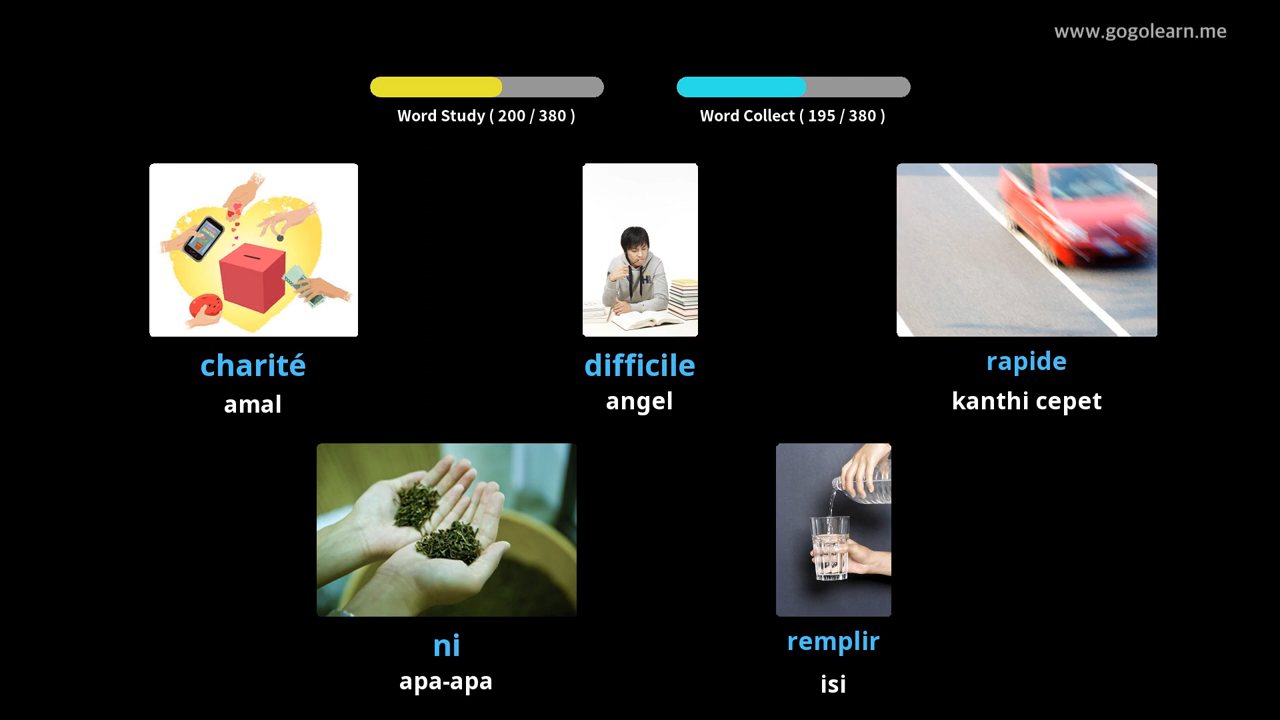 www.gogolearn.me
Word Study ( 200 / 380 )
Word Collect ( 195 / 380 )
charité
amal
difficile
angel
rapide
kanthi cepet
ni
apa-apa
remplir
isi